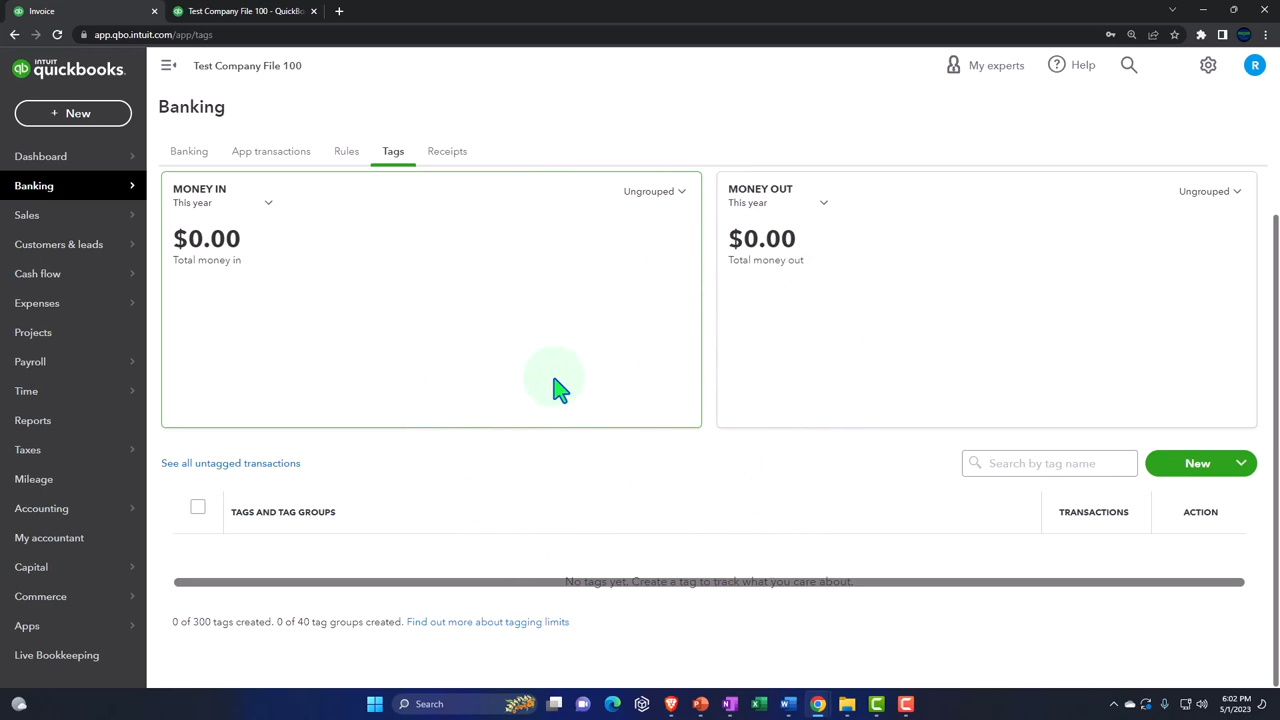 Invoice
Test Company File 100 - QuickBo
app.qbo.intuit.com/app/tags
INTUIT
quickbooks.
Test Company File 100
My experts
Help
R
+ New
Banking
Banking
App transactions
Rules
Tags
Receipts
Dashboard
Banking
Sales
Customers & leads
Cash flow
Expenses
Projects
Payroll
Time
Reports
Taxes
Mileage
Accounting
My accountant
Capital
Commerce
Apps
Live Bookkeeping
MONEY IN
This year
Ungrouped
$0.00
Total money in
MONEY OUT
This year
Ungrouped
$0.00
Total money out
See all untagged transactions
Search by tag name
New
TAGS AND TAG GROUPS
TRANSACTIONS
ACTION
No tags yet. Create a tag to track what you care about.
0 of 300 tags created. 0 of 40 tag groups created. Find out more about tagging limits
Search
6:02 PM
5/1/2023